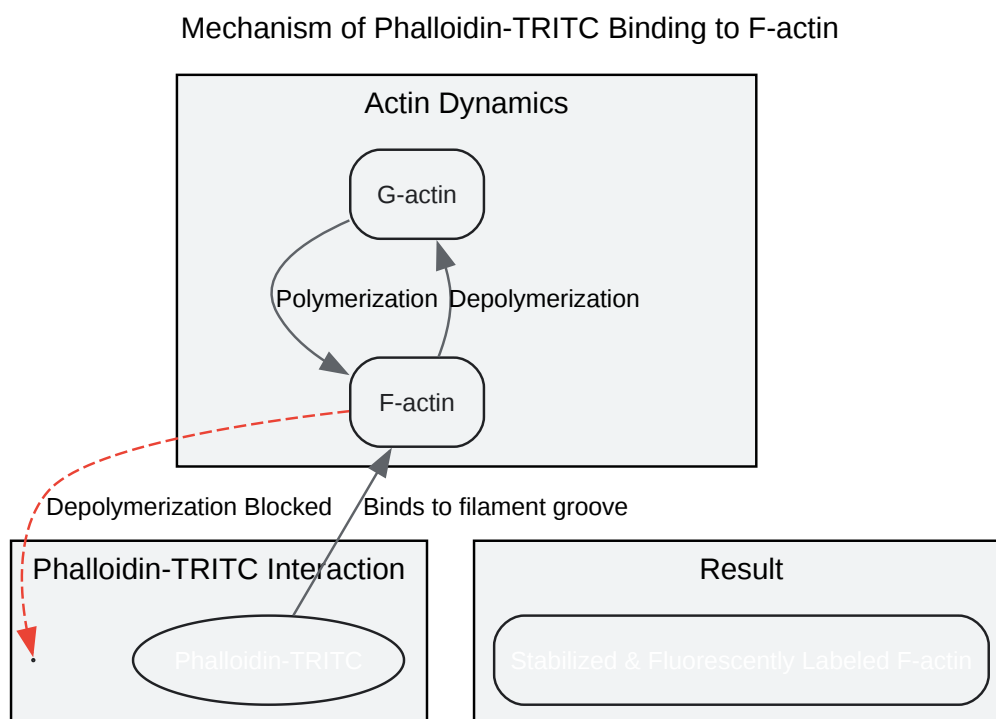 Mechanism of Phalloidin-TRITC Binding to F-actin
Actin Dynamics
G-actin
Polymerization
Depolymerization
F-actin
Depolymerization Blocked
Binds to filament groove
Phalloidin-TRITC Interaction
Phalloidin-TRITC
Result
Stabilized & Fluorescently Labeled F-actin